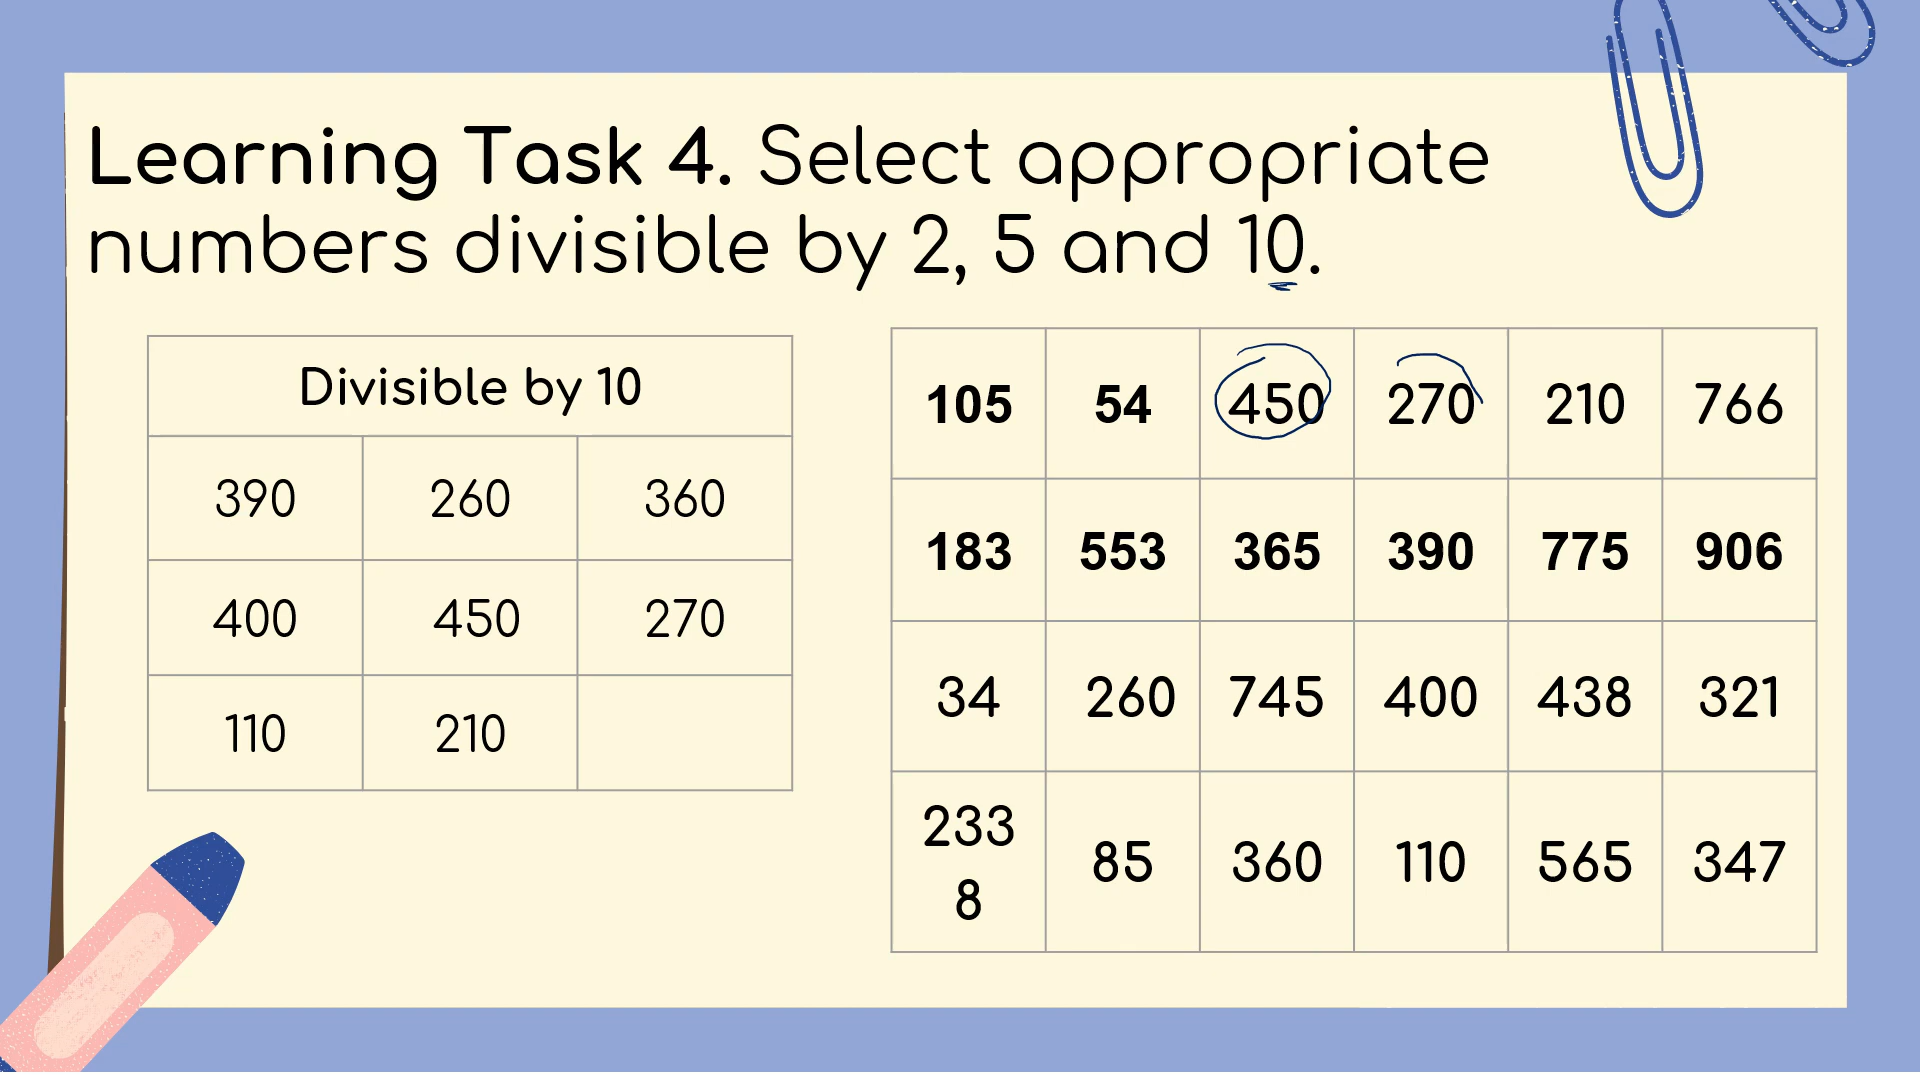 Learning Task 4. Select appropriate
numbers divisible by 2, 5 and 10.
Divisible by 10
390 260 360
400 450 270
110 210
105 54 450 270 210 766
183 553 365 390 775 906
34 260 745 400 438 321
233
8
85 360 110 565 347